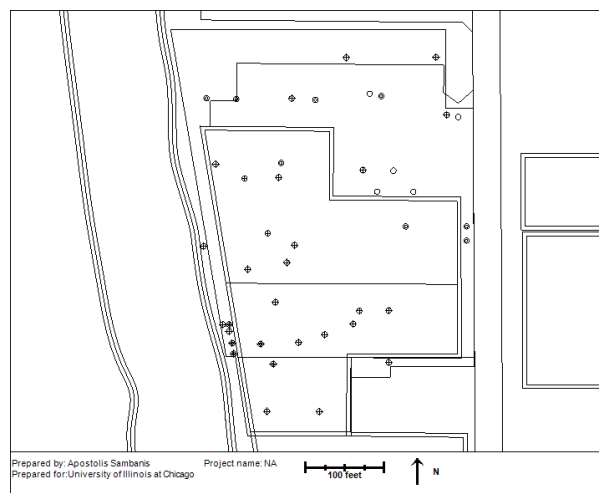 Prepared by: Apostolis Sambanis Project name: NA
Prepared for:University of Illinois at Chicago
100 feet
N